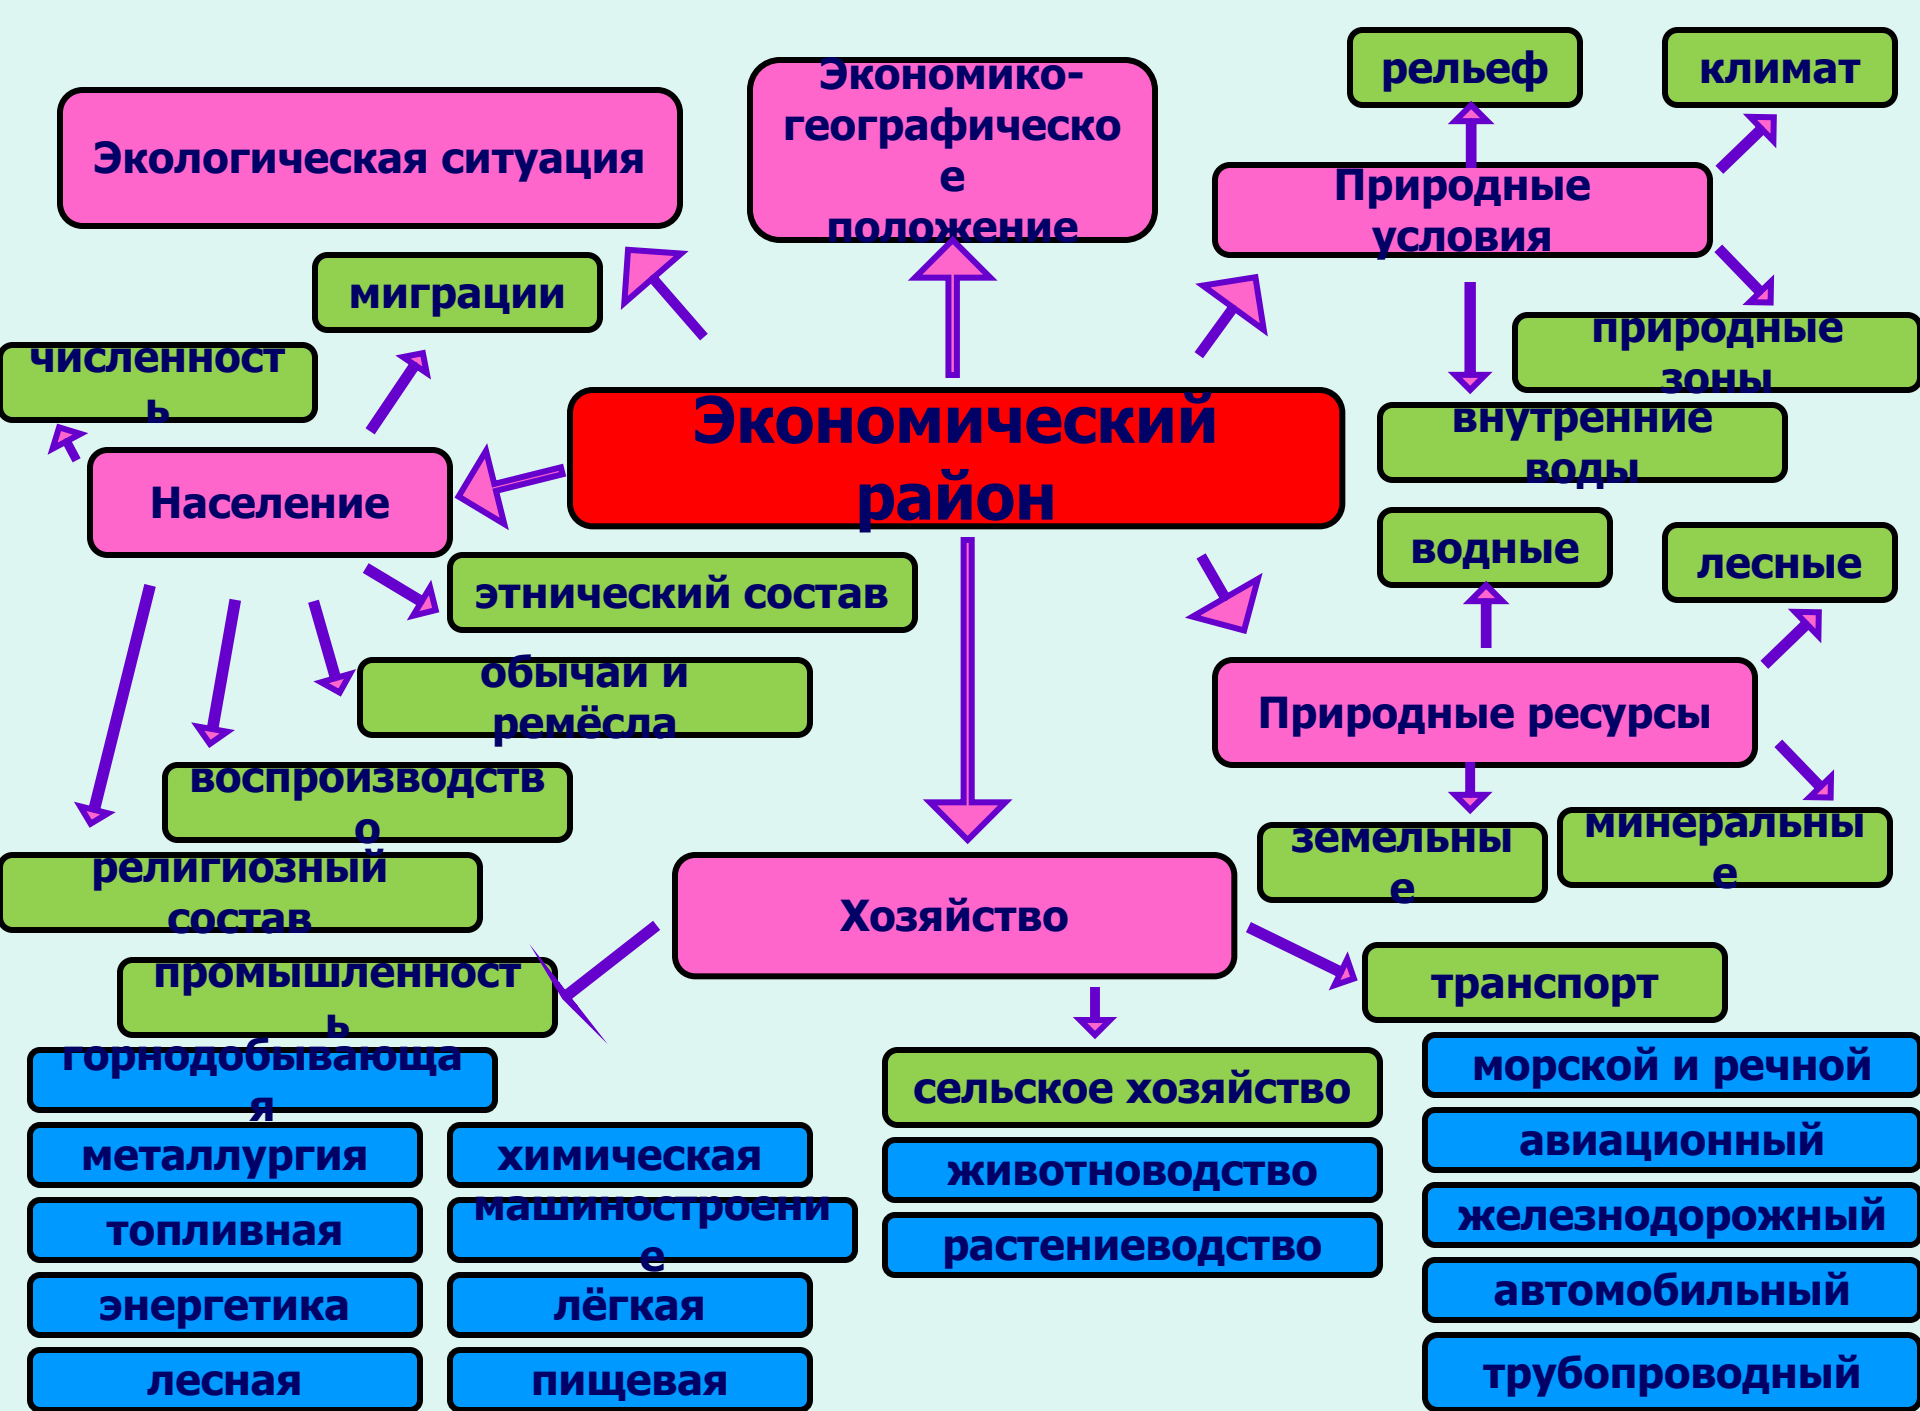 Экологическая ситуация
Экономико-
географическо
е
положение
рельеф
климат
Природные
условия
миграции
численност
ь
природные
зоны
Экономический
район
внутренние
воды
Население
водные
лесные
этнический состав
обычаи и
ремёсла
Природные ресурсы
воспроизводств
о
земельны
е
минеральны
е
религиозный
состав
Хозяйство
промышленност
ь
транспорт
горнодобывающа
я
сельское хозяйство
морской и речной
металлургия
химическая
животноводство
авиационный
топливная
машиностроени
е
растениеводство
железнодорожный
энергетика
лёгкая
автомобильный
лесная
пищевая
трубопроводный